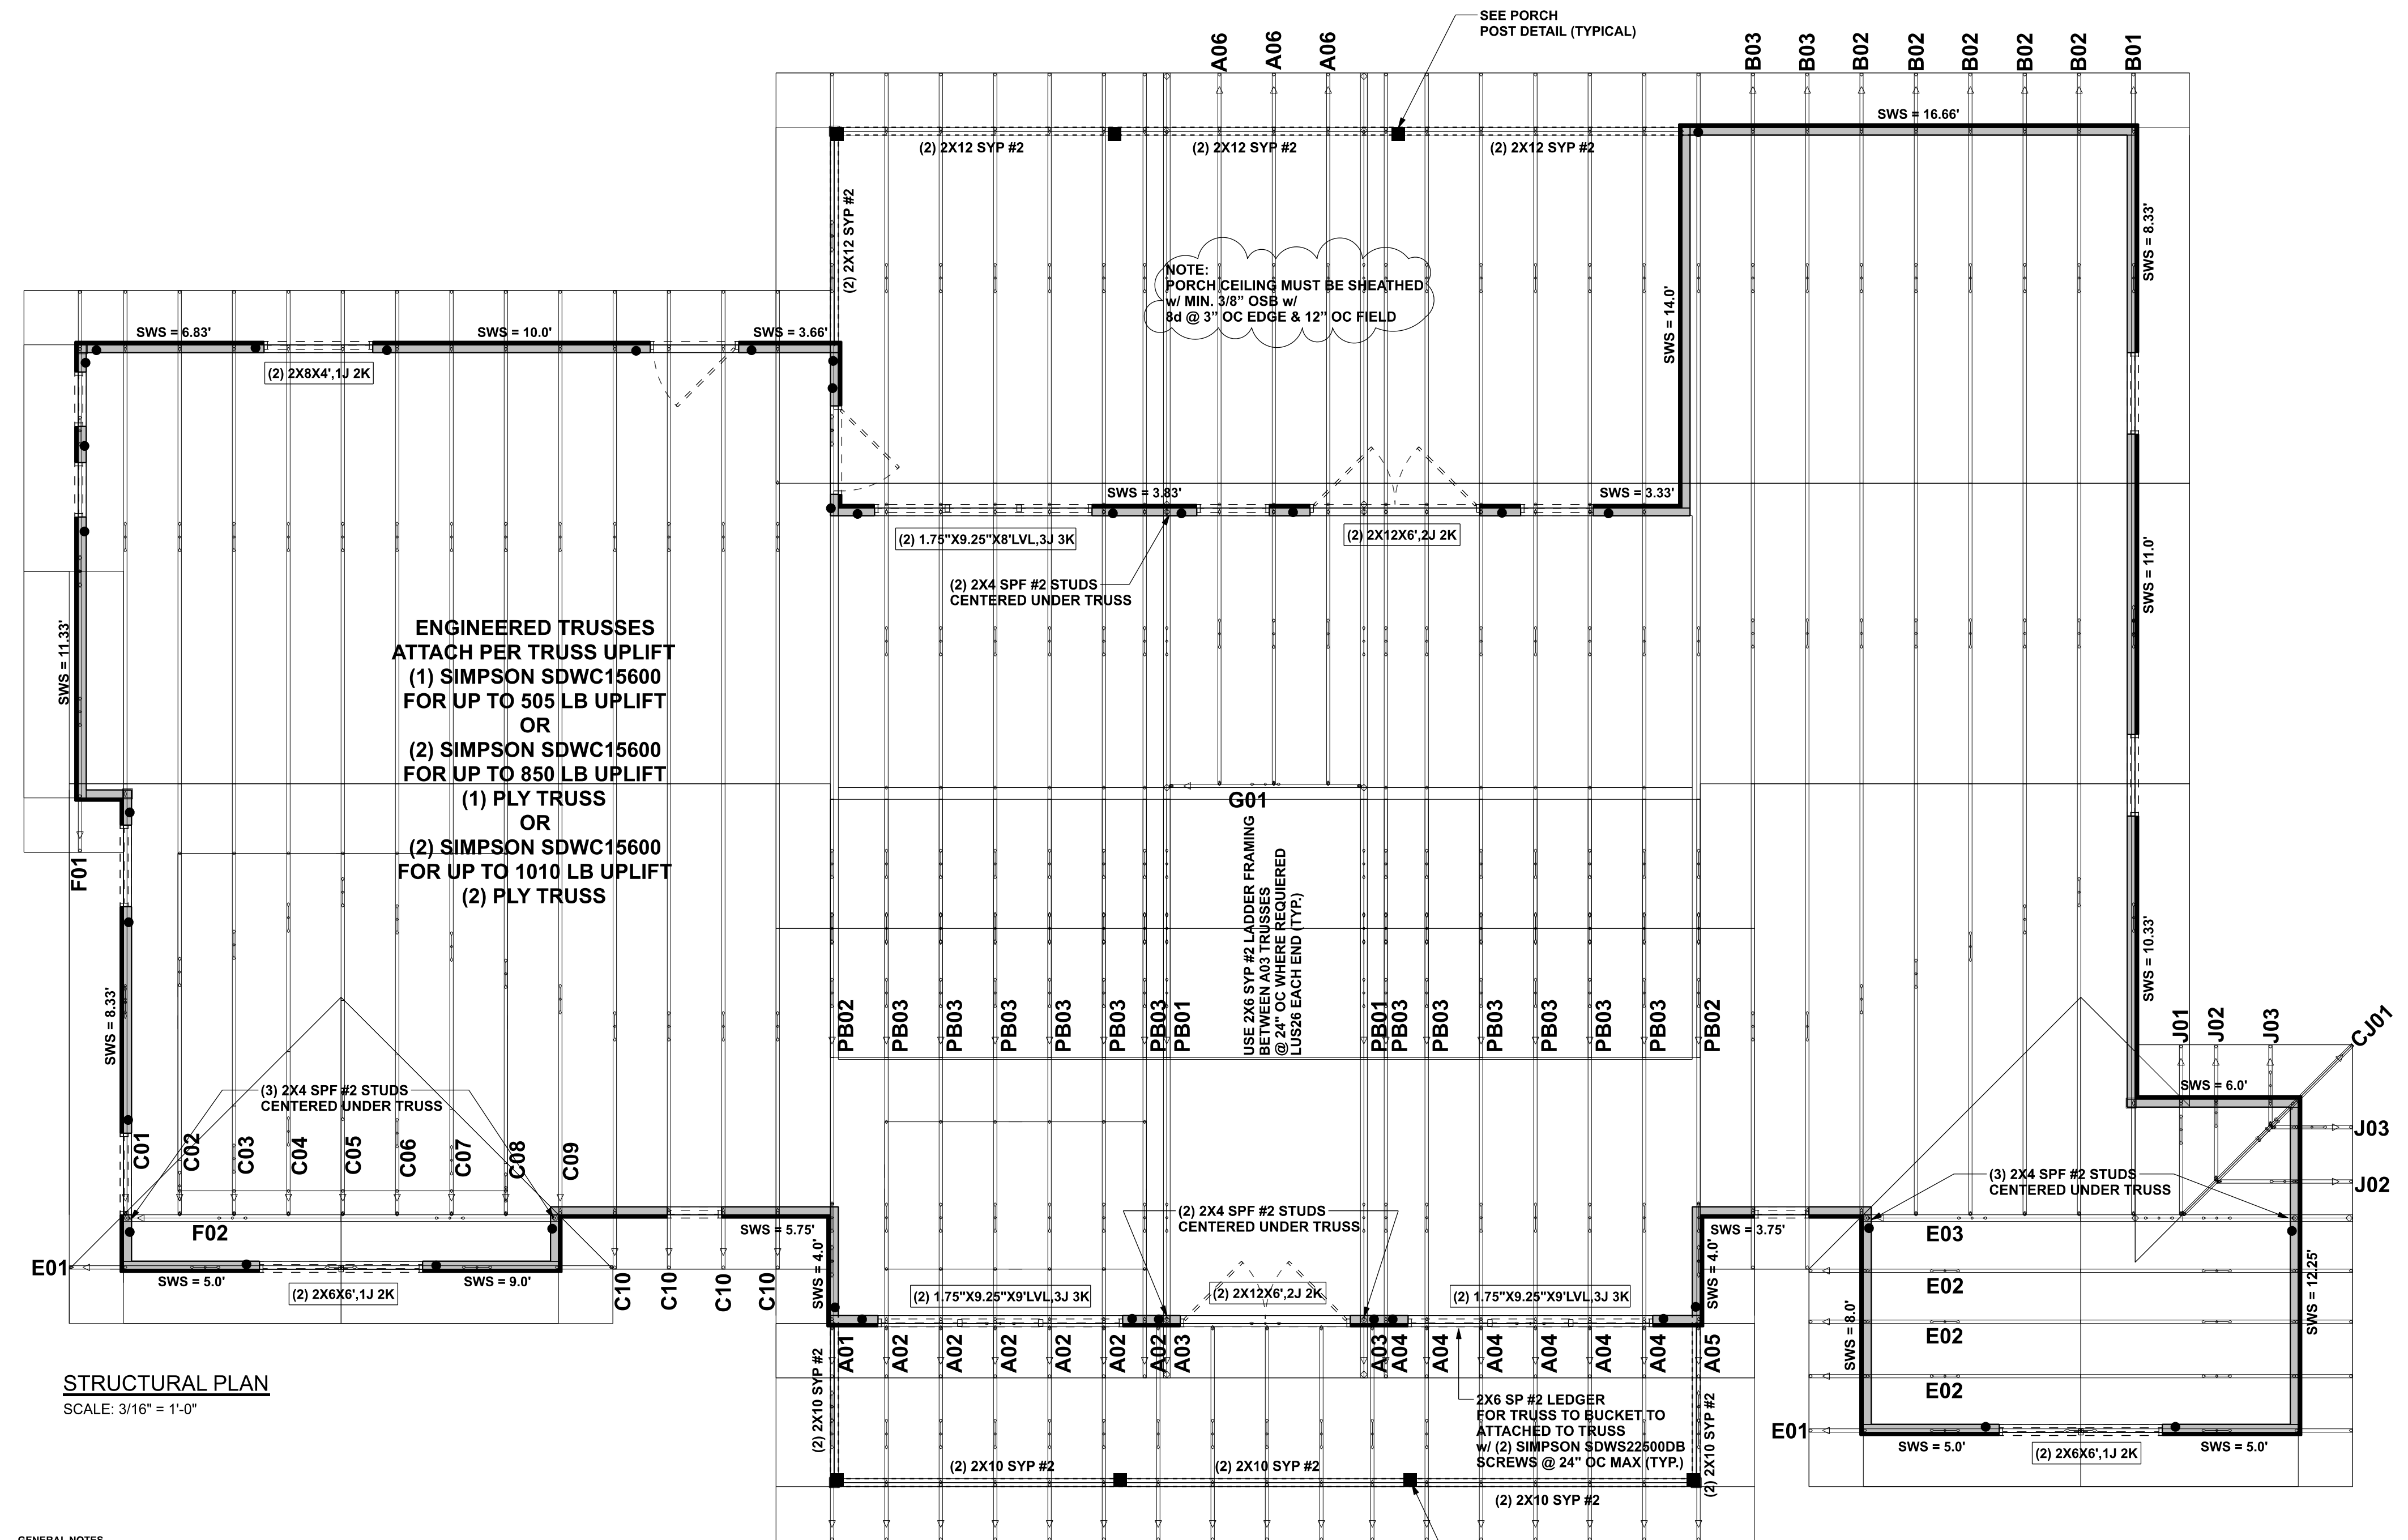 SEE PORCH
POST DETAIL (TYPICAL)
A06
A06
A06
B03
B03
B02
B02
B02
B02
B02
B01
SWS = 16.66'
(2) 2X12 SYP #2
(2) 2X12 SYP #2
(2) 2X12 SYP #2
(2) 2X12 SYP #2
SWS = 8.33'
NOTE:
PORCH CEILING MUST BE SHEATHED
w/ MIN. 3/8” OSB w/
8d @ 3” OC EDGE & 12” OC FIELD
SWS = 14.0'
SWS = 6.83'
SWS = 10.0'
SWS = 3.66'
(2) 2X8X4',1J 2K
SWS = 3.83'
SWS = 3.33'
(2) 1.75"X9.25"X8'LVL,3J 3K
(2) 2X12X6',2J 2K
SWS = 11.0'
(2) 2X4 SPF #2 STUDS
CENTERED UNDER TRUSS
SWS = 11.33'
ENGINEERED TRUSSES
ATTACH PER TRUSS UPLIFT
(1) SIMPSON SDWC15600
FOR UP TO 505 LB UPLIFT
OR
(2) SIMPSON SDWC15600
FOR UP TO 850 LB UPLIFT
(1) PLY TRUSS
OR
(2) SIMPSON SDWC15600
FOR UP TO 1010 LB UPLIFT
(2) PLY TRUSS
G01
F01
USE 2X6 SYP #2 LADDER FRAMING
BETWEEN A03 TRUSSES
@ 24" OC WHERE REQUIERED
LUS26 EACH END (TYP.)
SWS = 10.33'
SWS = 8.33'
PB02
PB03
PB03
PB03
PB03
PB03
PB03
PB01
PB01
PB03
PB03
PB03
PB03
PB03
PB02
J01
J02
J03
CJ01
(3) 2X4 SPF #2 STUDS
CENTERED UNDER TRUSS
SWS = 6.0'
J03
C01
C02
C03
C04
C05
C06
C07
C08
C09
(3) 2X4 SPF #2 STUDS
CENTERED UNDER TRUSS
J02
(2) 2X4 SPF #2 STUDS
CENTERED UNDER TRUSS
F02
SWS = 5.75'
SWS = 3.75'
E03
E01
SWS = 5.0'
SWS = 9.0'
(2) 2X6X6',1J 2K
C10
C10
C10
C10
SWS = 4.0'
(2) 1.75"X9.25"X9'LVL,3J 3K
(2) 2X12X6',2J 2K
(2) 1.75"X9.25"X9'LVL,3J 3K
SWS = 4.0'
E02
SWS = 12.25'
E02
SWS = 8.0'
A01
A02
A02
A02
A02
A02
A02
A03
A03
A04
A04
A04
A04
A04
A04
A05
E02
STRUCTURAL PLAN
SCALE: 3/16" = 1'-0"
(2) 2X10 SYP #2
2X6 SP #2 LEDGER
FOR TRUSS TO BUCKET TO
ATTACHED TO TRUSS
w/ (2) SIMPSON SDWS22500DB
SCREWS @ 24" OC MAX (TYP.)
(2) 2X10 SYP #2
E01
SWS = 5.0'
(2) 2X6X6',1J 2K
SWS = 5.0'
(2) 2X10 SYP #2
(2) 2X10 SYP #2
(2) 2X10 SYP #2
GENERAL NOTES